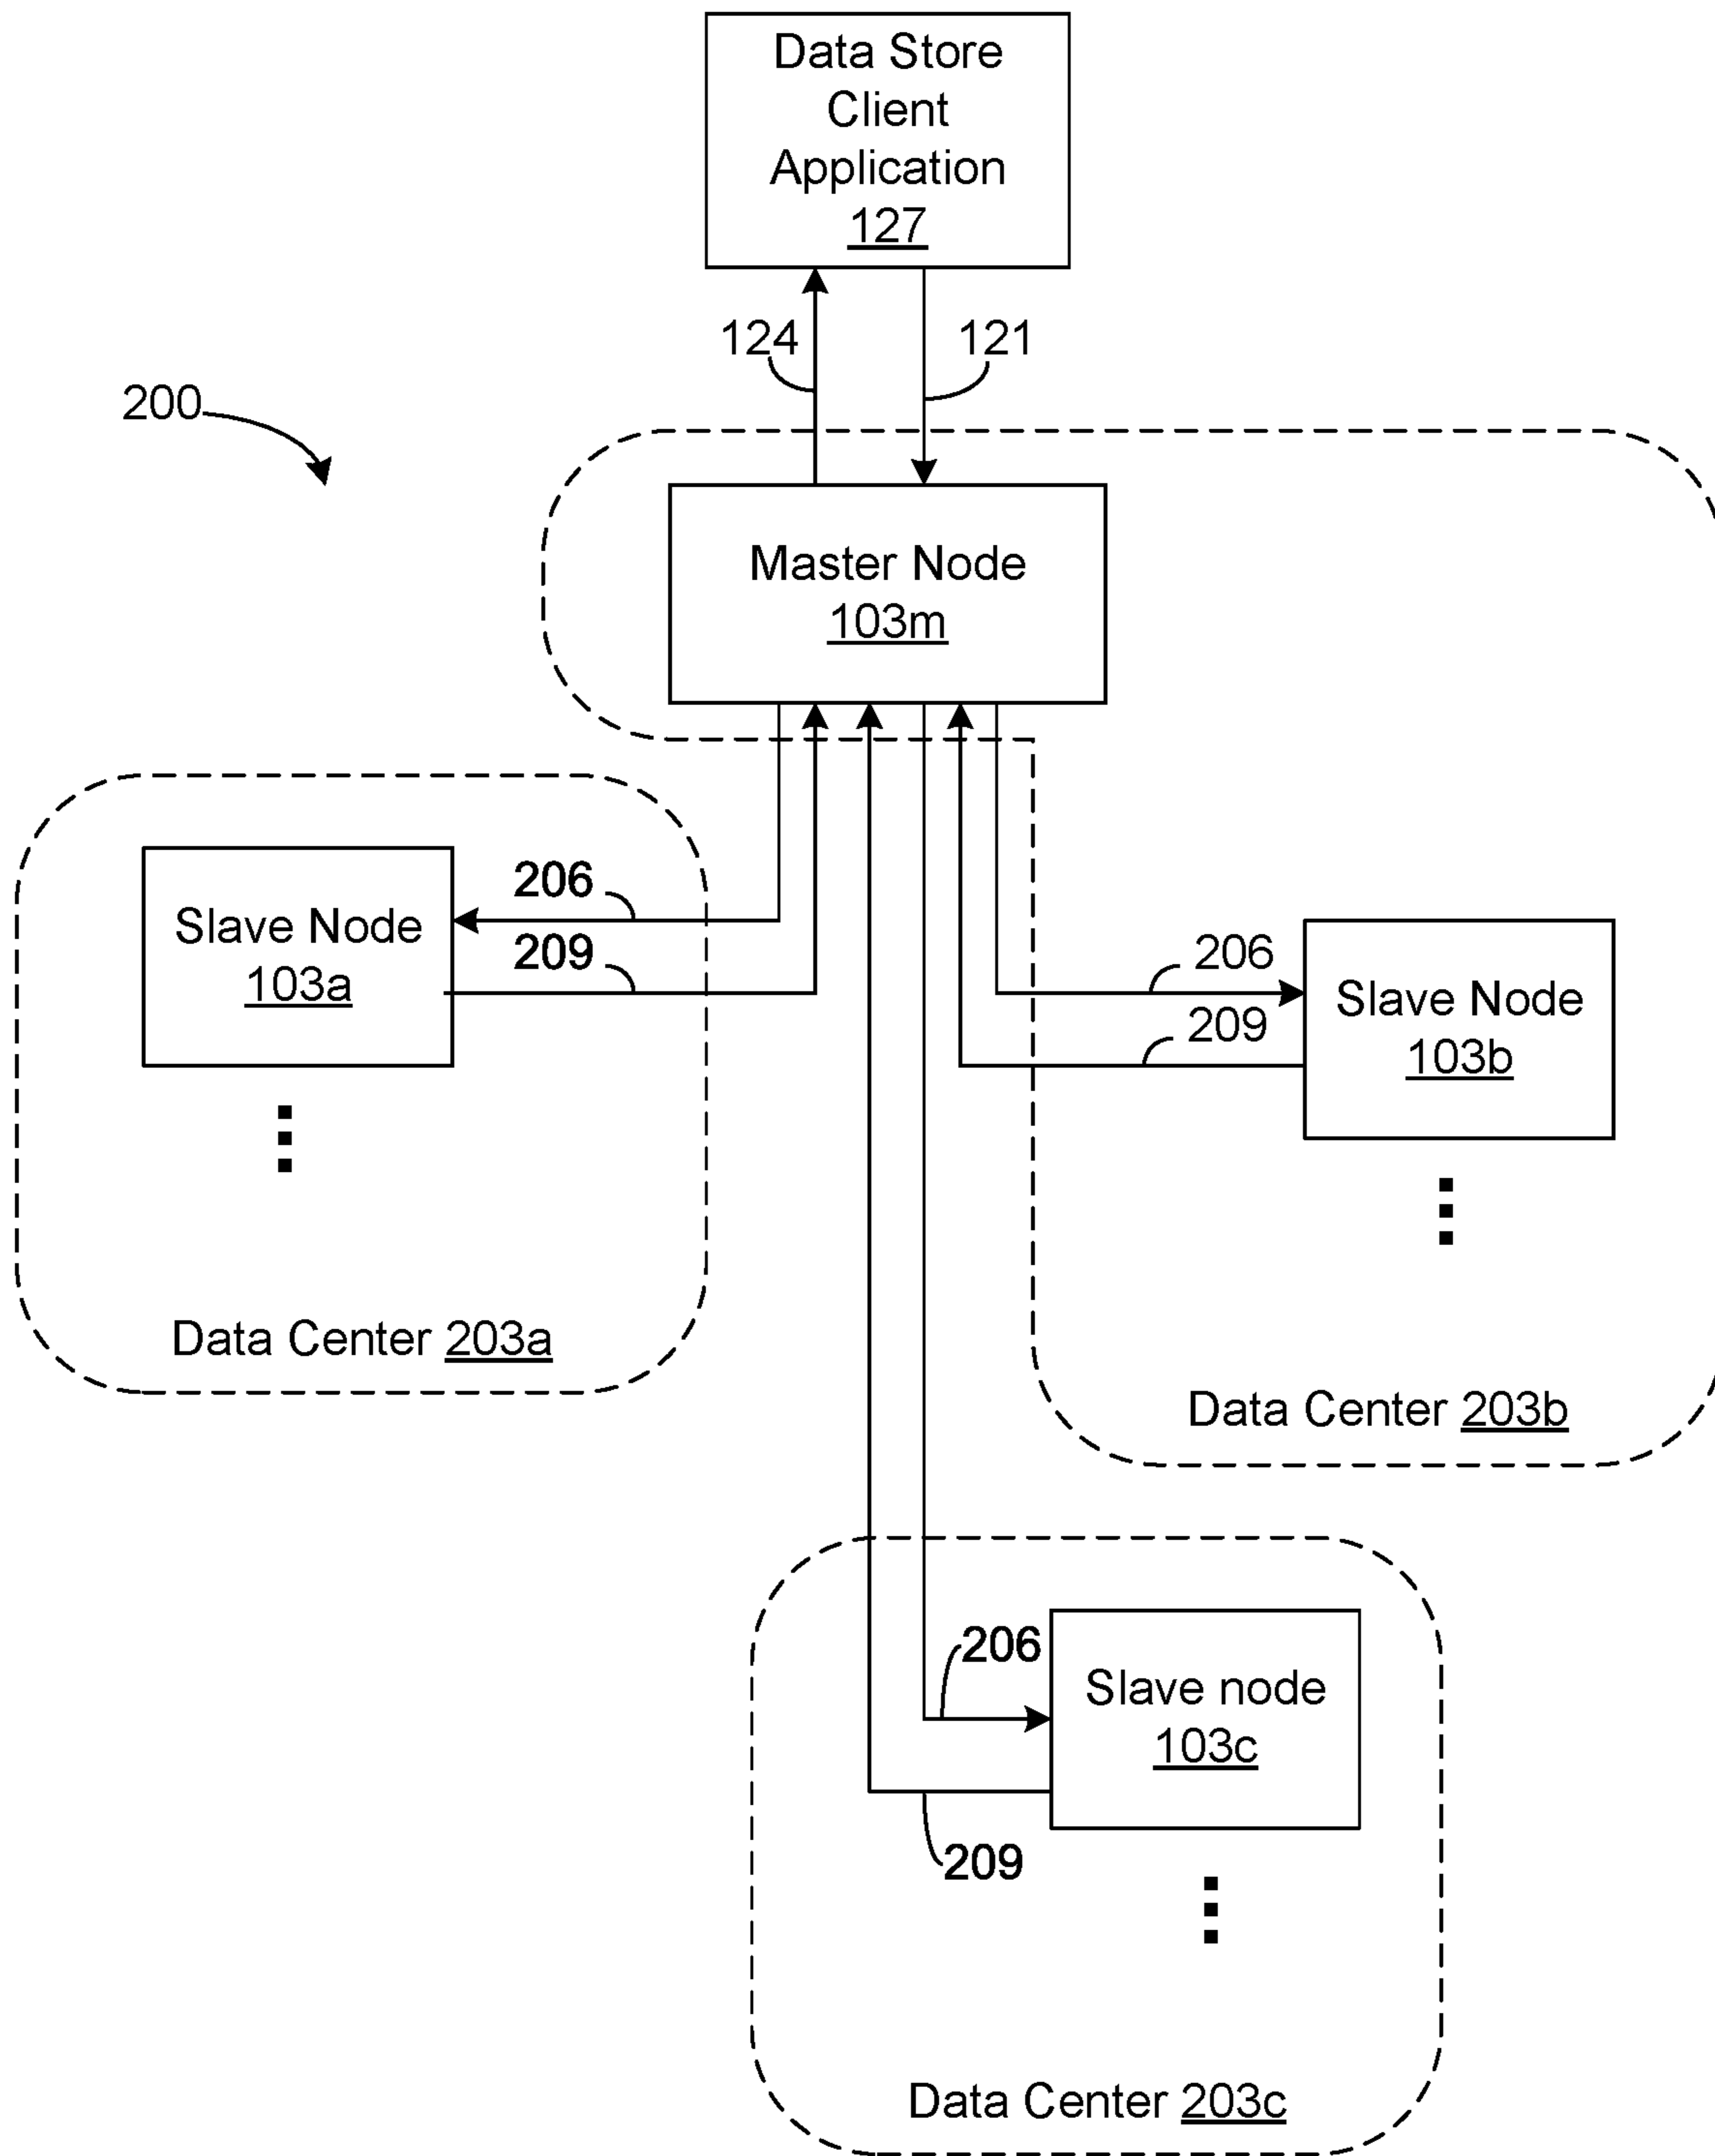 Data Store
Client
Application
127
124
121
200
Master Node
103m
206
Slave Node
209
103a
206
Slave Node
209
103b
Data Center 203a
Data Center 203b
206
Slave node
103c
209
Data Center 203c